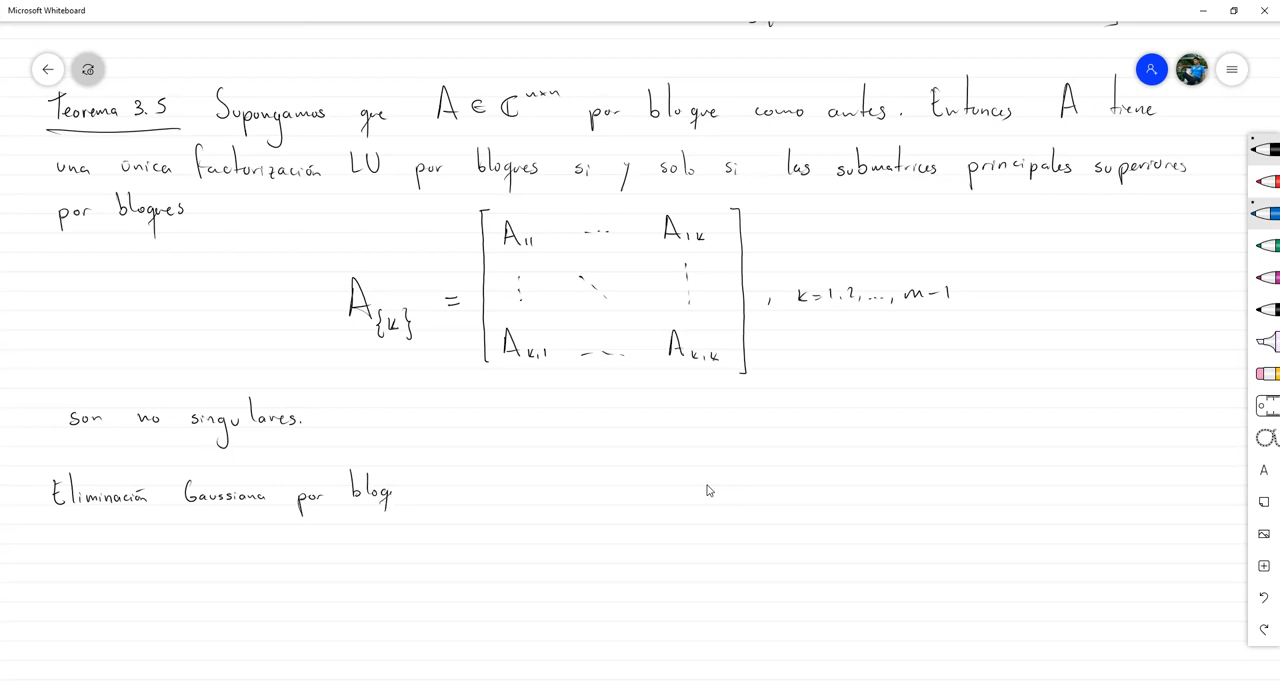 Microsoft Whiteboard
Teorema 3.5 Supongamos que A ∈ ℂ^{n×n} por bloque como antes. Entonces A tiene
una única factorización LU por bloques si y solo si las submatrices principales superiores
por bloques
A_{\{k\}} = [ A_{11} ... A_{1k} ; ⋮ ⋱ ⋮ ; A_{k,1} ... A_{k,k} ] , k=1,2,..., m-1
son no singulares.
Eliminación Gaussiana por bloq